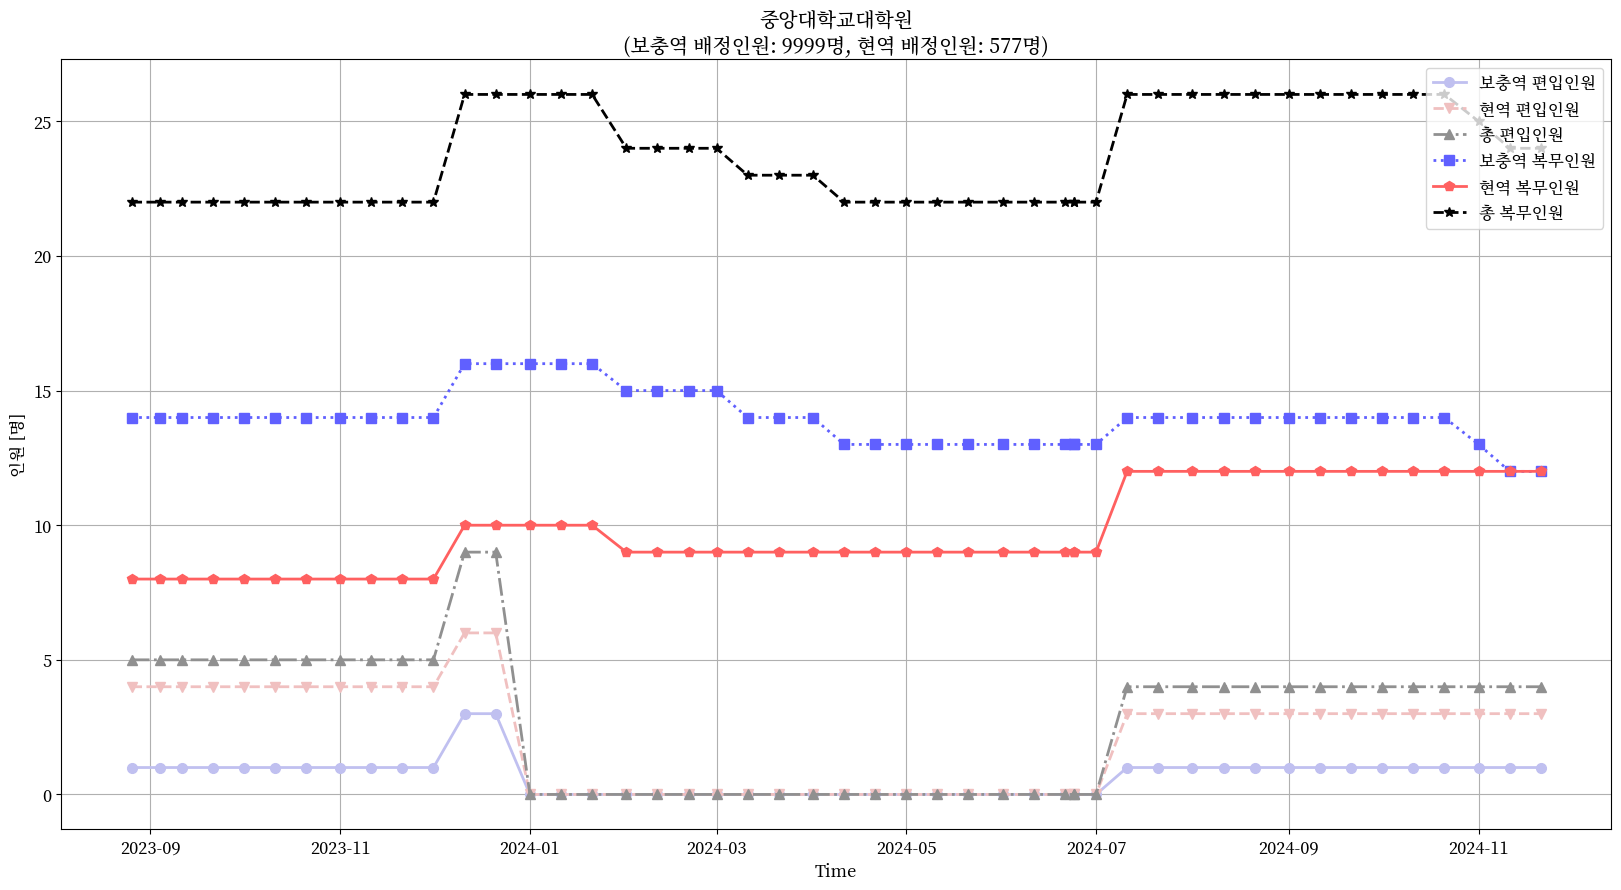 중앙대학교대학원
(보충역 배정인원: 9999명, 현역 배정인원: 577명)
보충역 편입인원
현역 편입인원
총 편입인원
보충역 복무인원
현역 복무인원
총 복무인원
인원 [명]
25
20
15
10
5
0
2023-09
2023-11
2024-01
2024-03
2024-05
2024-07
2024-09
2024-11
Time